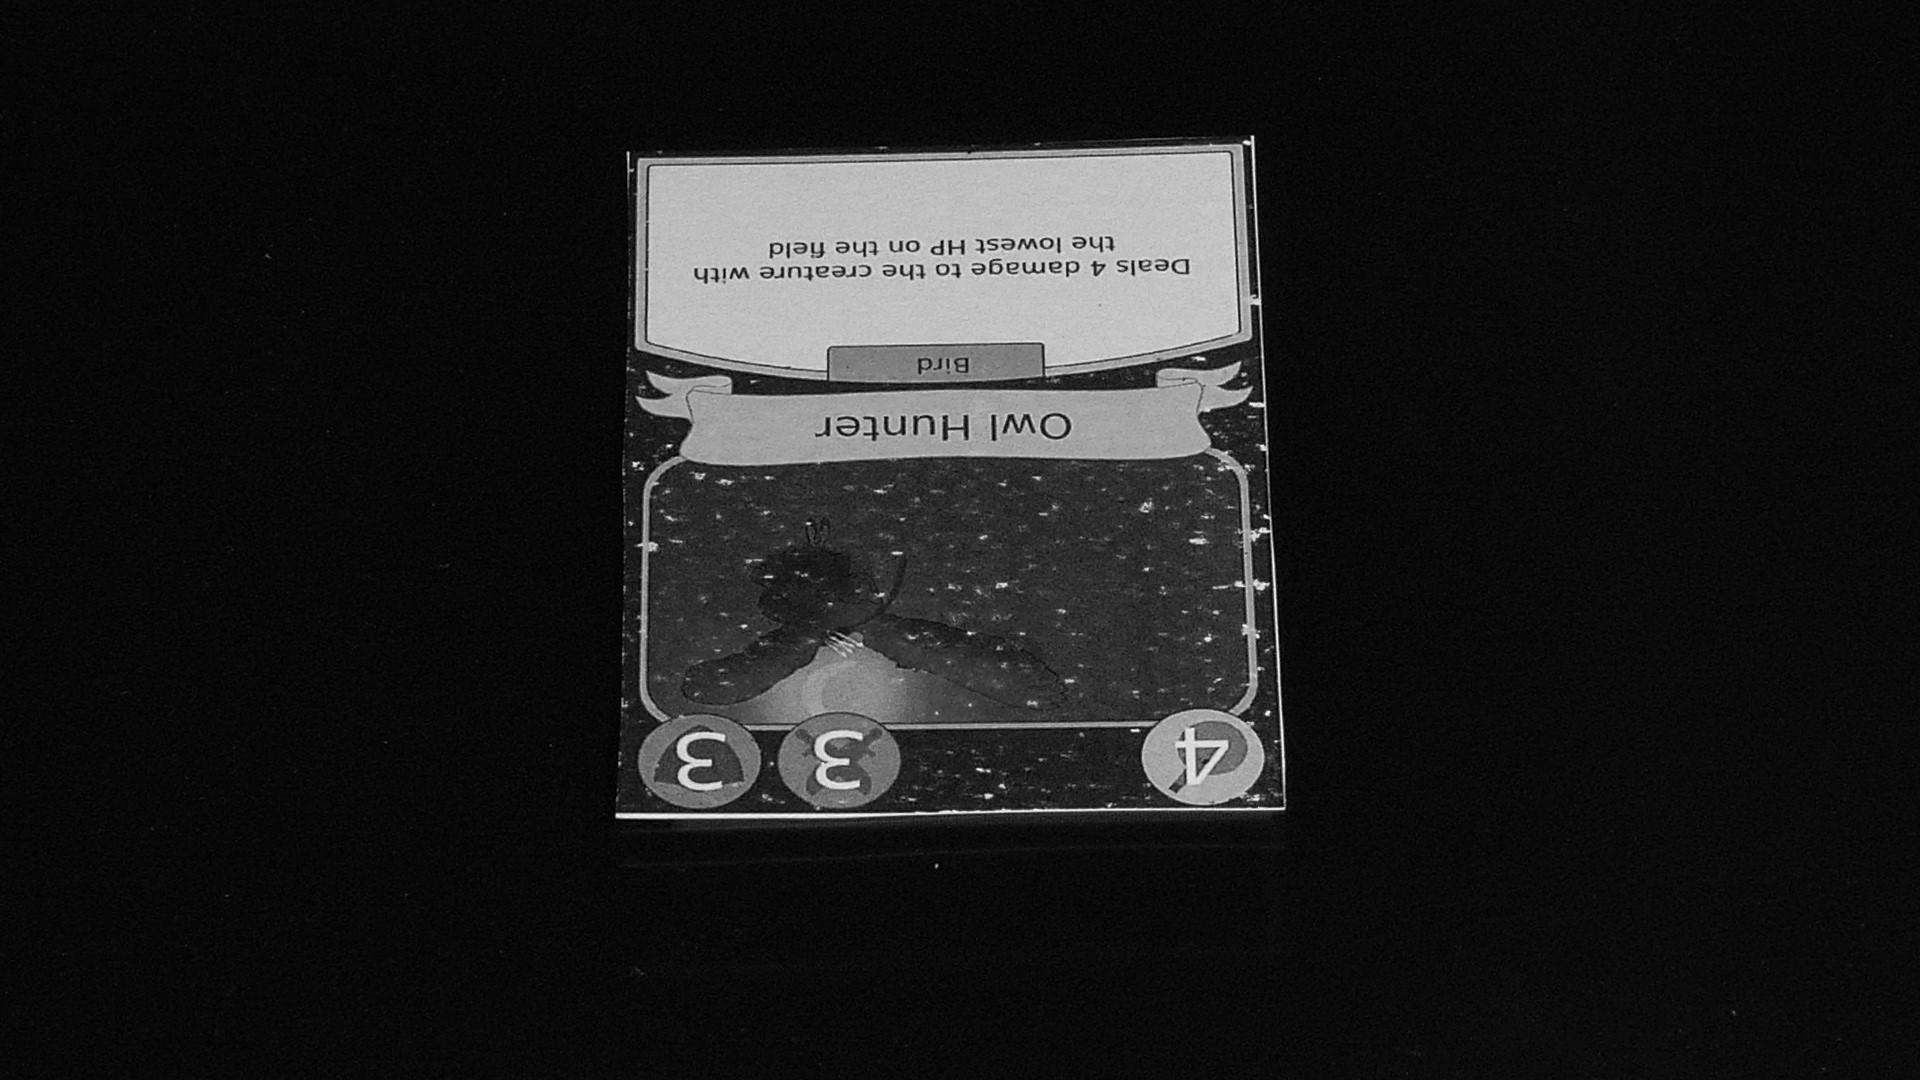 4
3
3
Owl Hunter
Bird
Deals 4 damage to the creature with
the lowest HP on the field